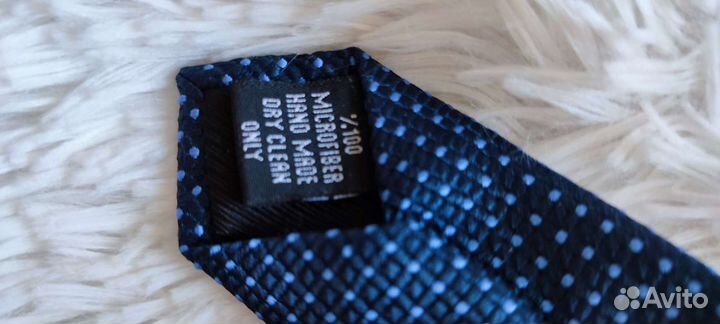 %100
MICROFIBER
HAND MADE
DRY CLEAN
ONLY
Avito